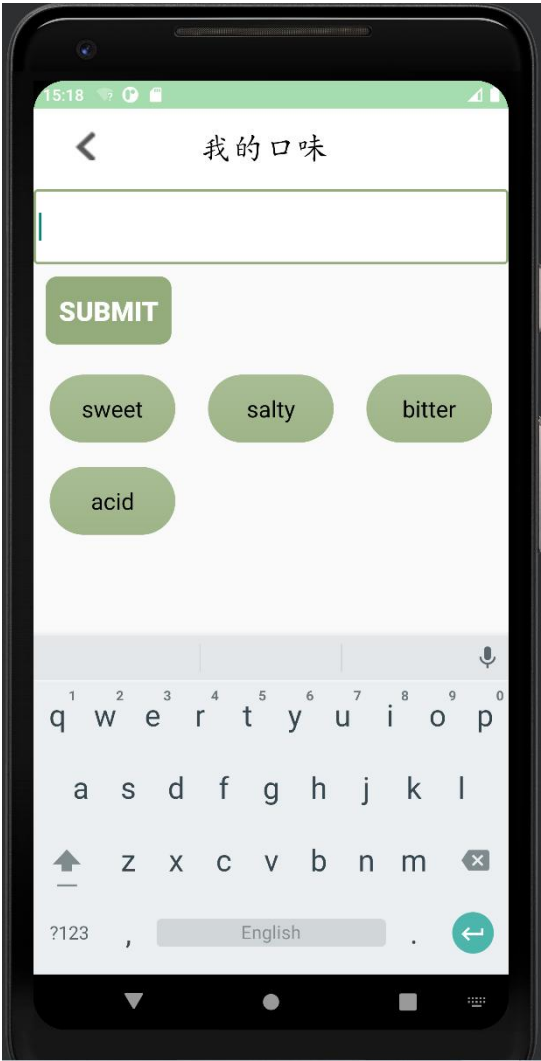 15:18
我的口味
SUBMIT
sweet salty bitter
acid
1 2 3 4 5 6 7 8 9 0
q w e r t y u i o p
a s d f g h j k l
z x c v b n m
?123 , English .